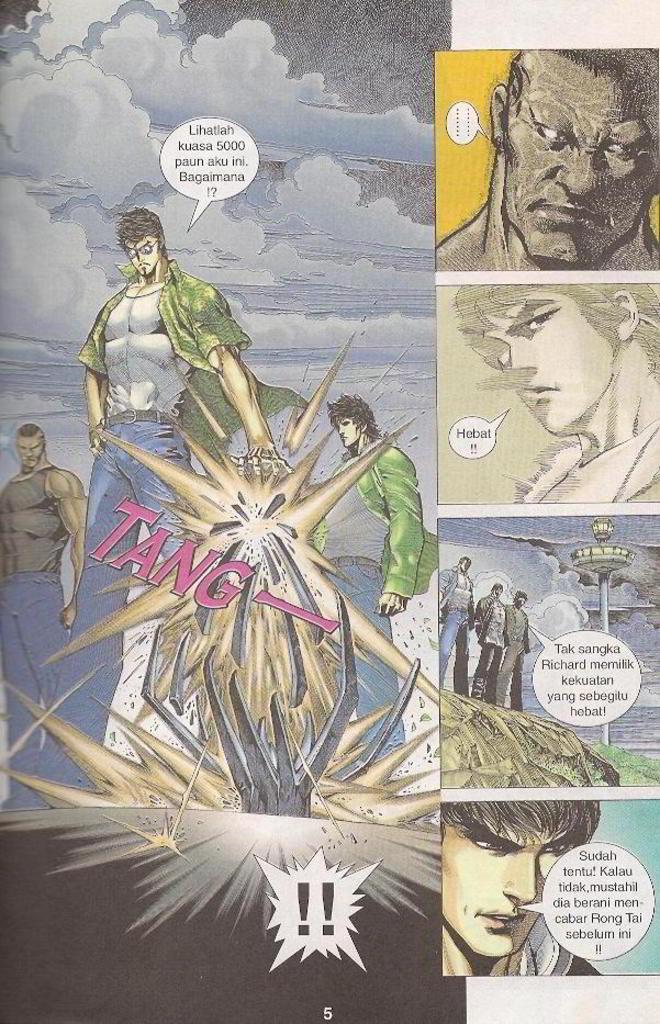 Lihatlah
kuasa 5000
paun aku ini.
Bagaimana
!?
TANG
!!
Hebat
!!
Tak sangka
Richard memilik
kekuatan
yang sebegitu
hebat!
Sudah
tentu! Kalau
tidak,mustahil
dia berani men-
cabar Rong Tai
sebelum ini
!!
5